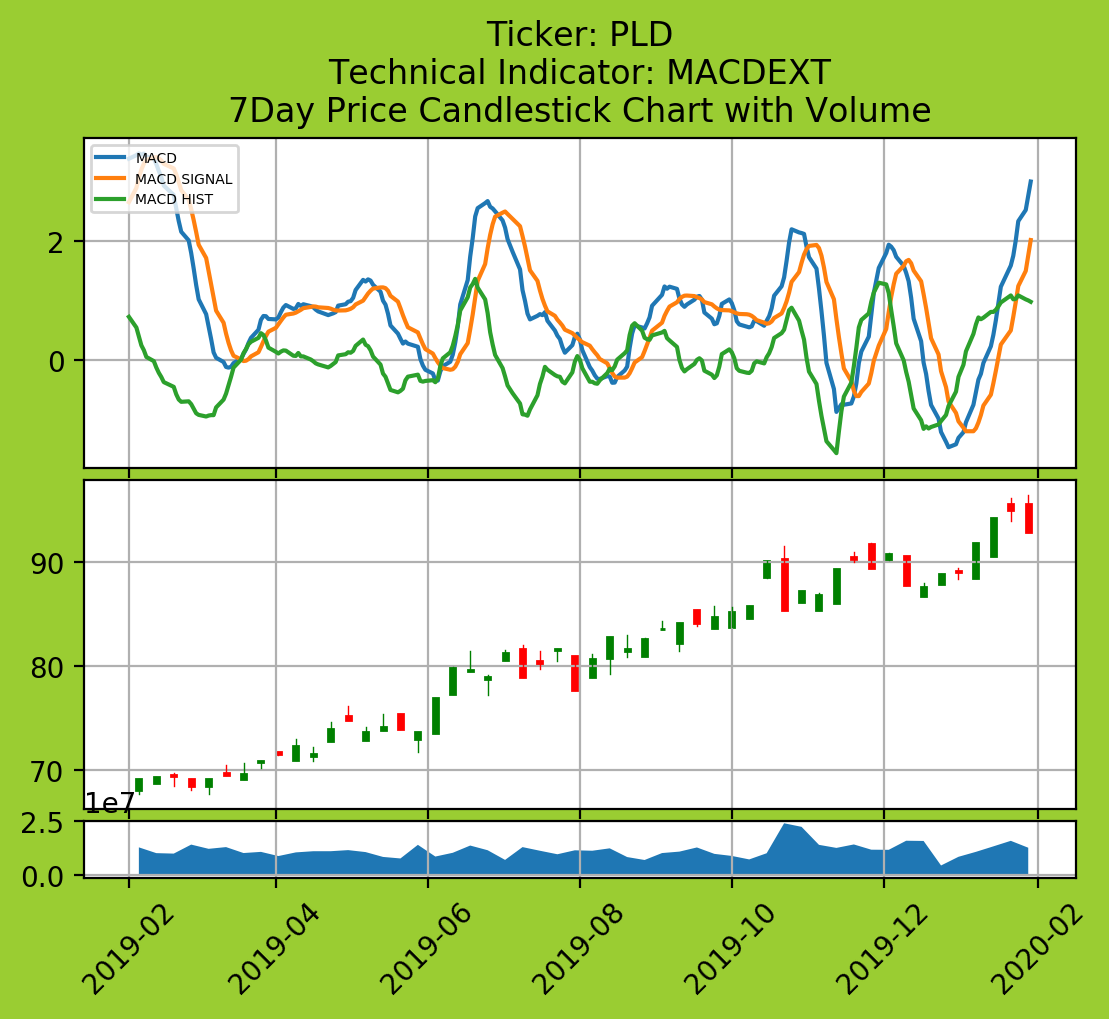 Ticker: PLD
Technical Indicator: MACDEXT
7Day Price Candlestick Chart with Volume
MACD
MACD SIGNAL
MACD HIST
2
0
90
80
70
1e7
2.5
0.0
2019-02
2019-04
2019-06
2019-08
2019-10
2019-12
2020-02